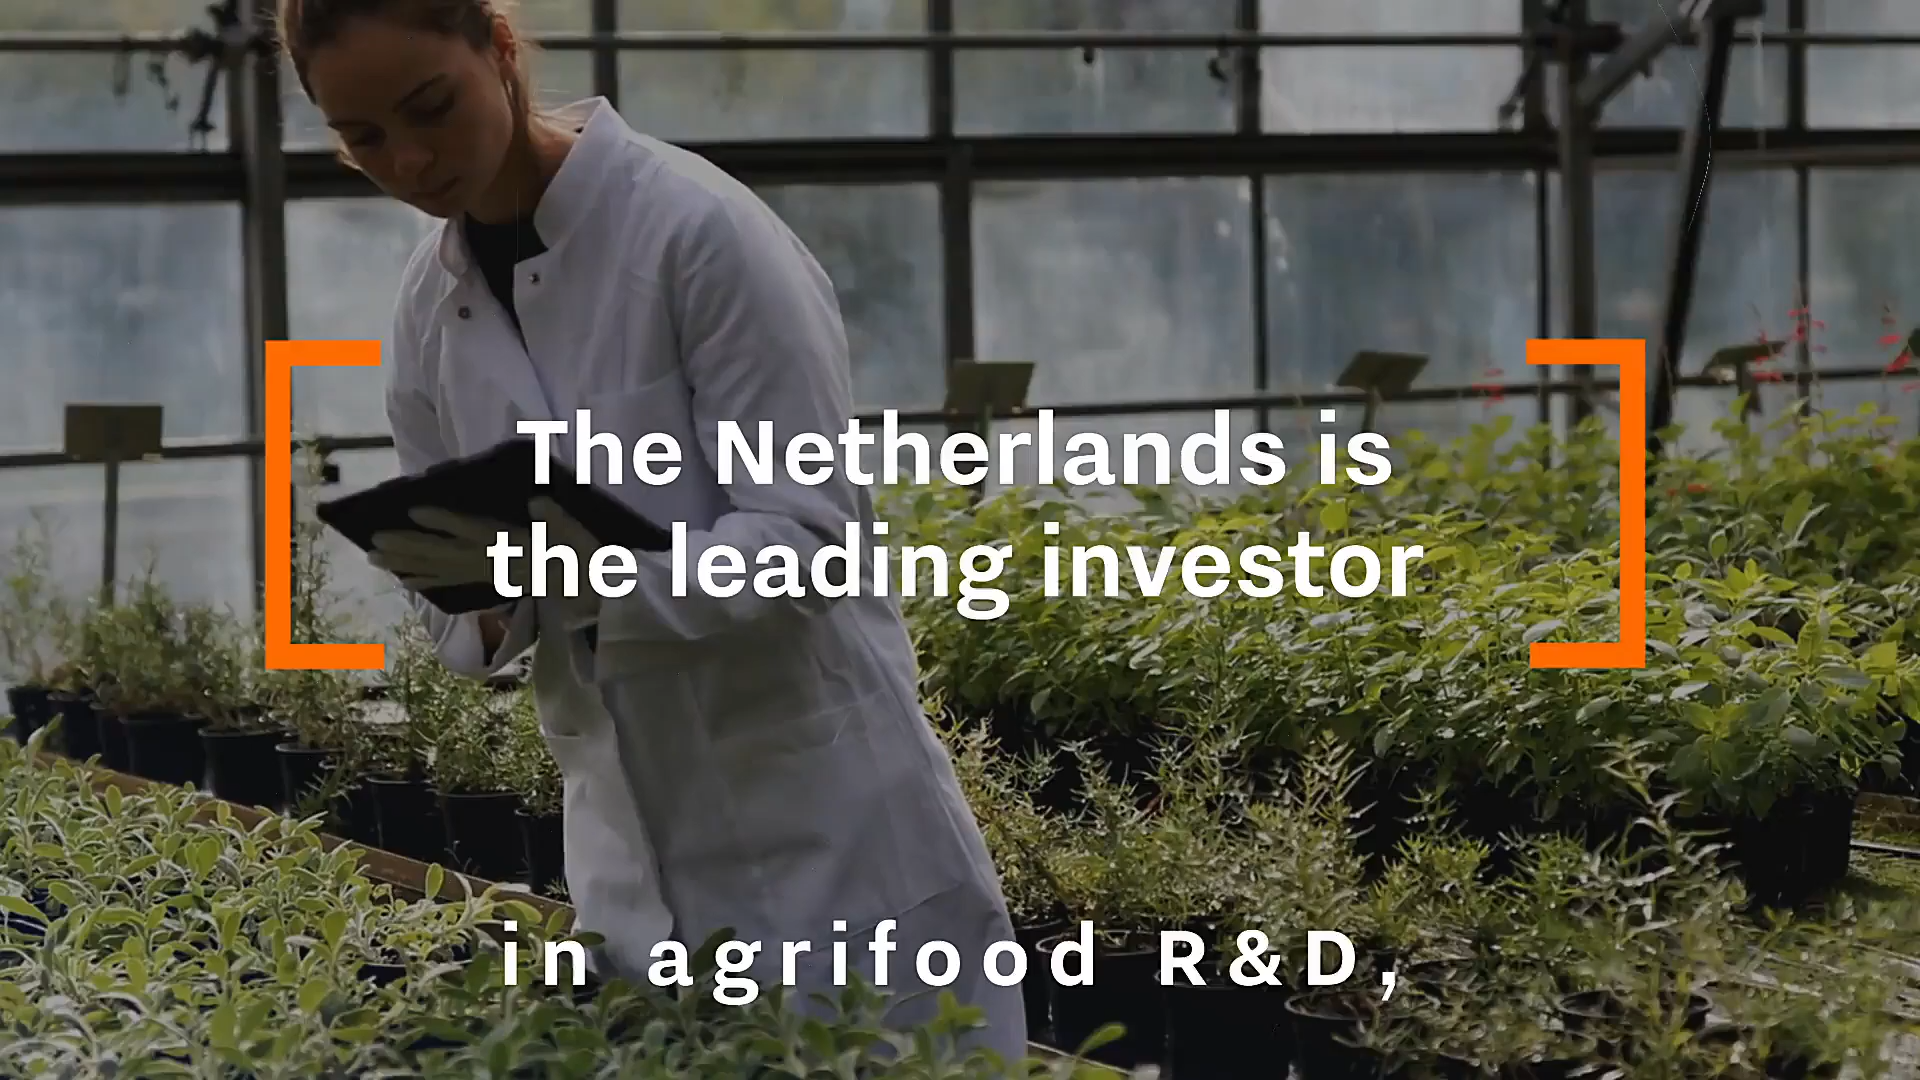 The Netherlands is
the leading investor
in agrifood R&D,